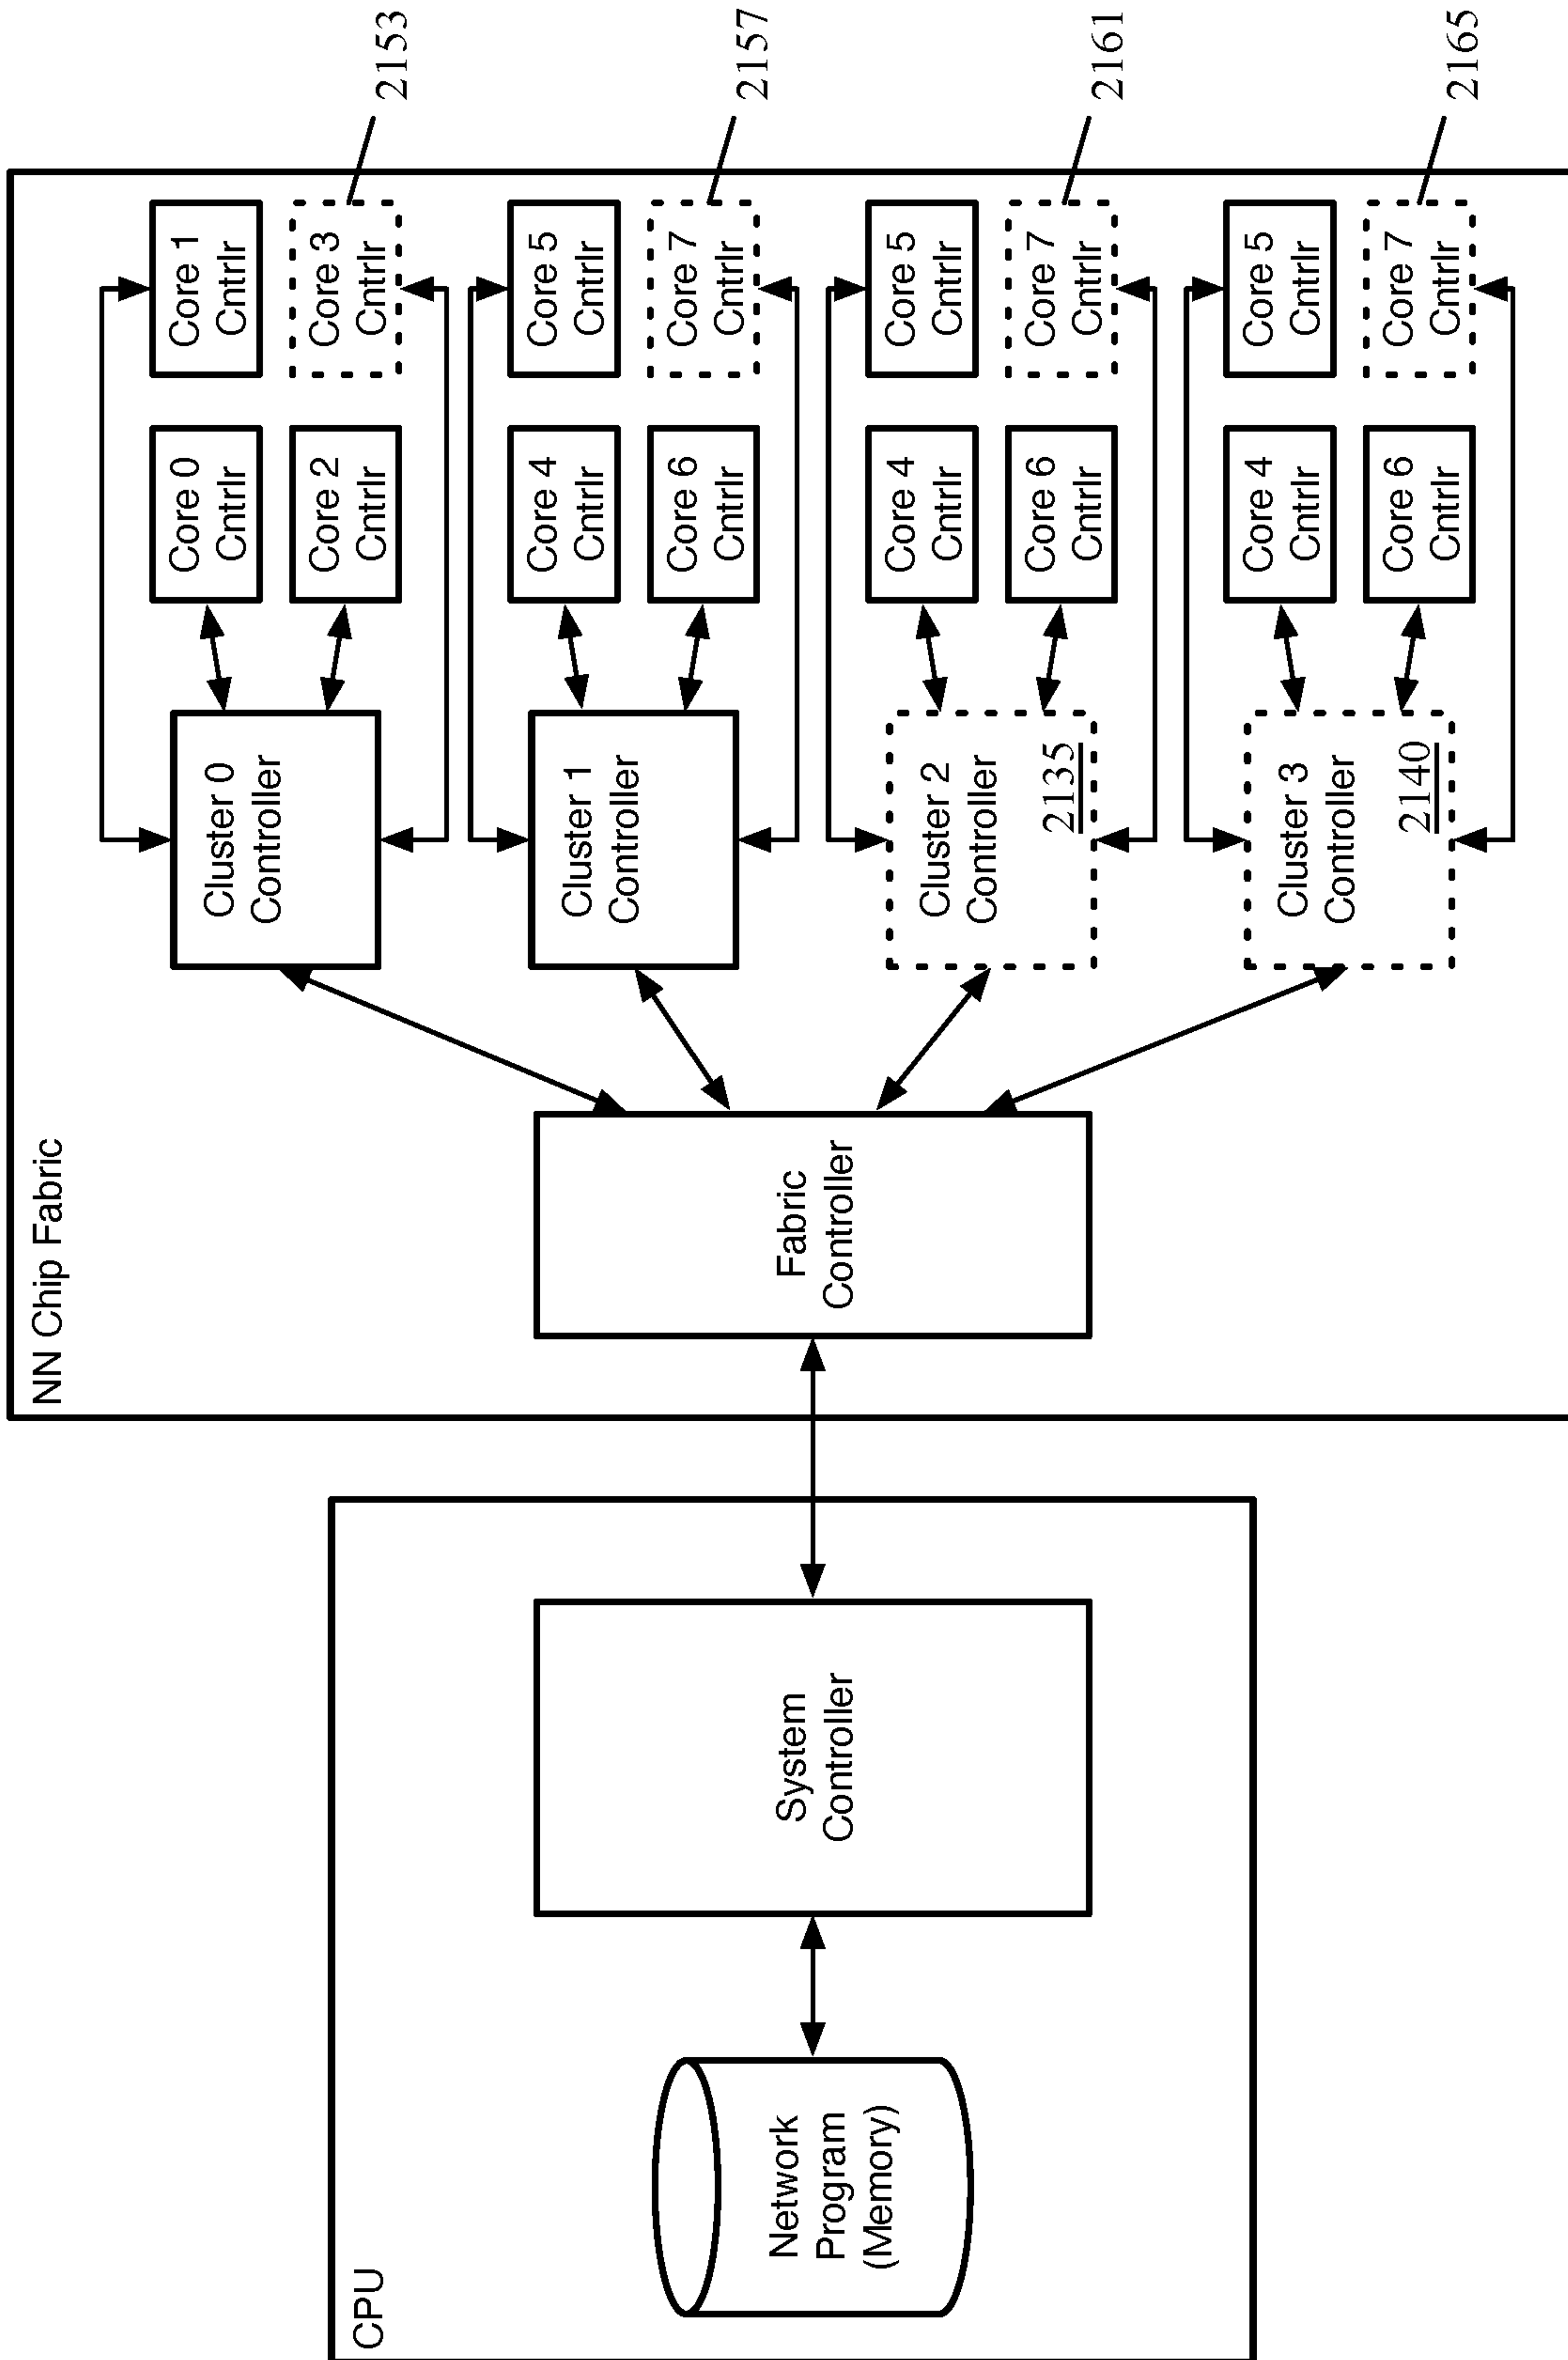 CPU
Network
Program
(Memory)
System
Controller
NN Chip Fabric
Fabric
Controller
Cluster 0
Controller
Core 0
Cntrlr
Core 1
Cntrlr
Core 2
Cntrlr
Core 3
Cntrlr
2153
Cluster 1
Controller
Core 4
Cntrlr
Core 5
Cntrlr
Core 6
Cntrlr
Core 7
Cntrlr
2157
Cluster 2
Controller
2135
Core 4
Cntrlr
Core 5
Cntrlr
Core 6
Cntrlr
Core 7
Cntrlr
2161
Cluster 3
Controller
2140
Core 4
Cntrlr
Core 5
Cntrlr
Core 6
Cntrlr
Core 7
Cntrlr
2165